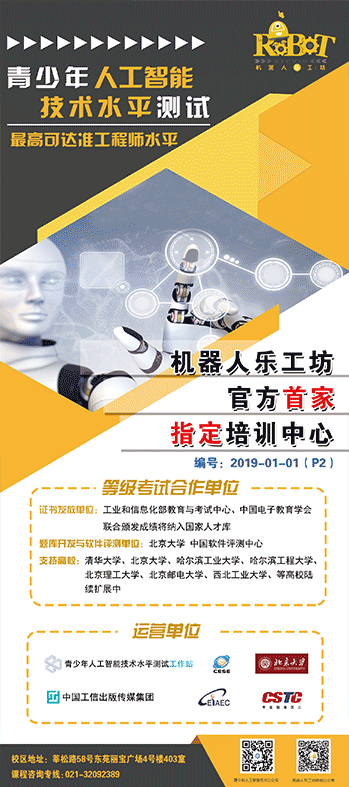 RoBoT
机器人乐工坊
青少年人工智能
技术水平测试
最高可达准工程师水平
机器人乐工坊
官方首家
指定培训中心
编号：2019-01-01（P2）
等级考试合作单位
证书发放单位：工业和信息化部教育与考试中心、中国电子教育学会
联合颁发成绩将纳入国家人才库
题库开发与软件评测单位：北京大学 中国软件评测中心
支持高校：清华大学、北京大学、哈尔滨工业大学、哈尔滨工程大学、
北京理工大学、北京邮电大学、西北工业大学、等高校陆
续扩展中
运营单位
青少年人工智能技术水平测试工作站
CESE
北京大学
中国工信出版传媒集团
CEIAEC
CSTC
校区地址：莘松路58号东苑丽宝广场4号楼403室
课程咨询专线：021-32092389